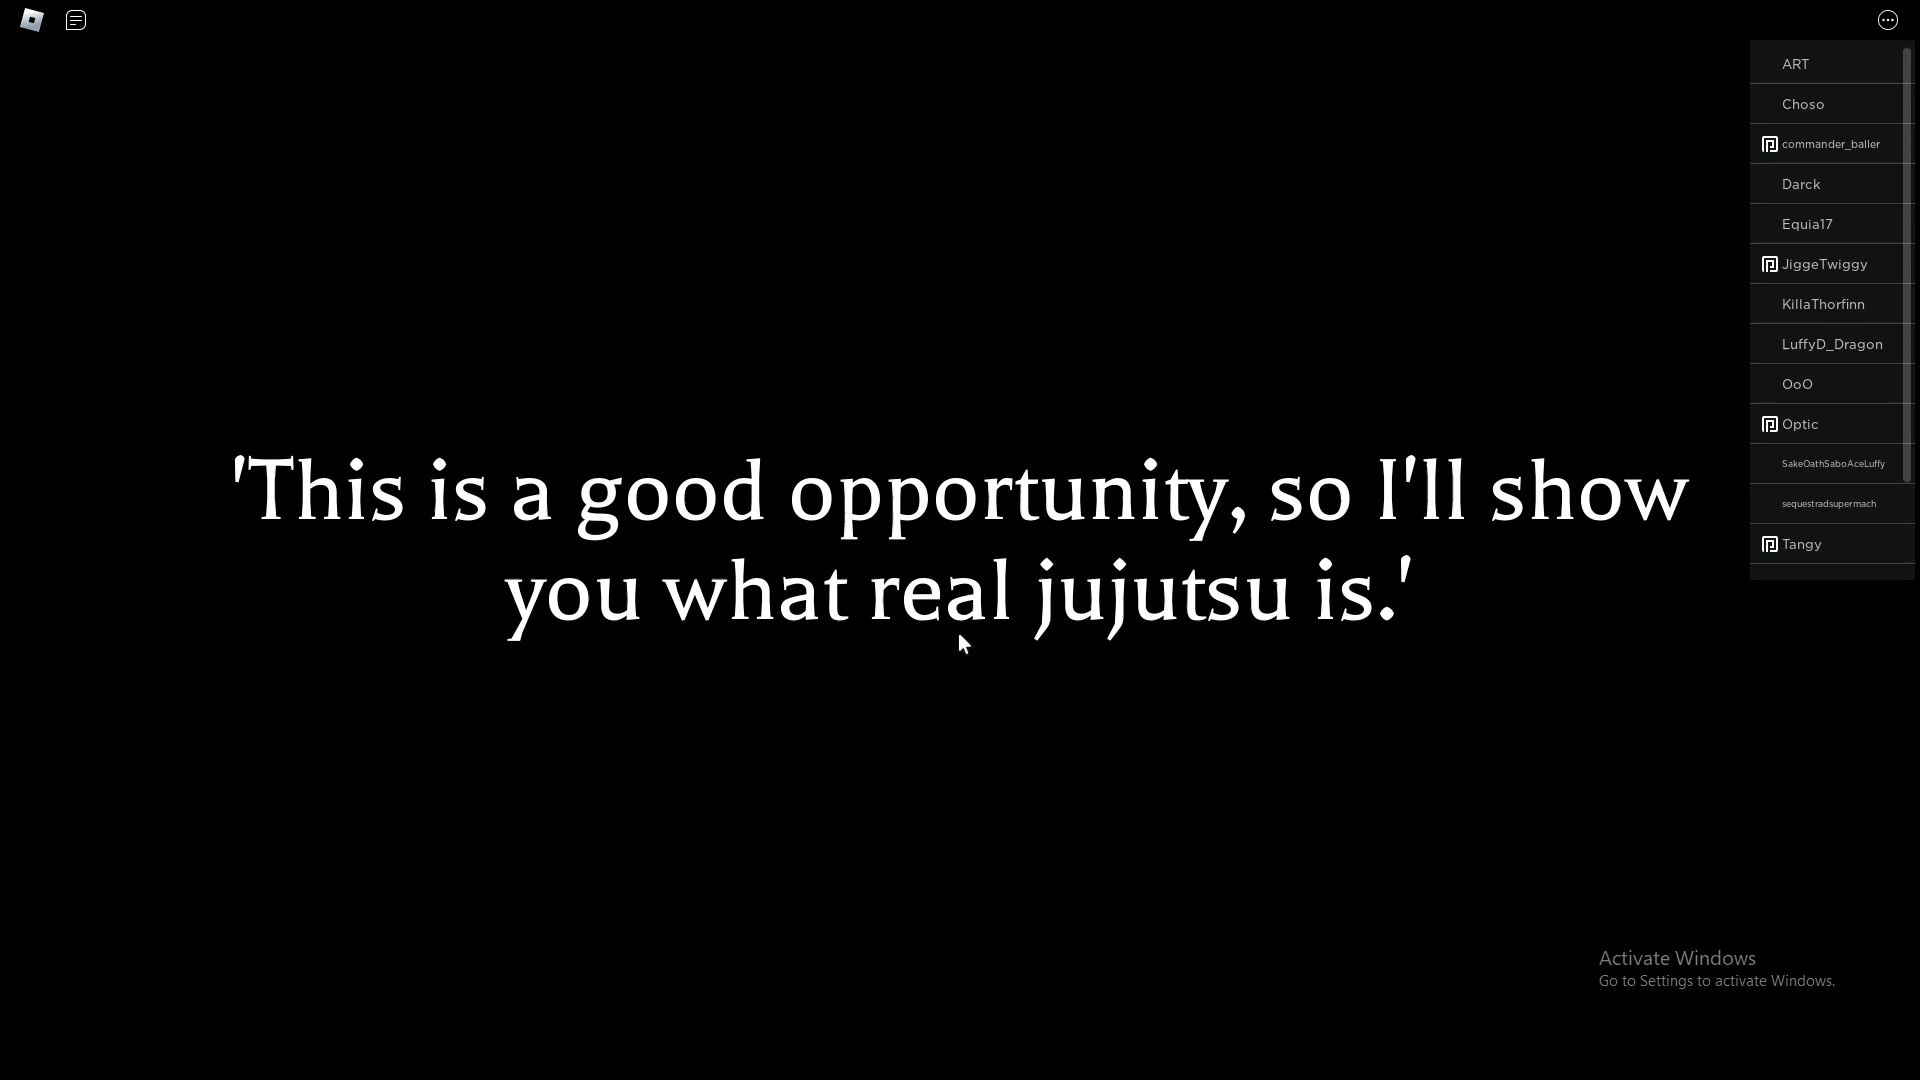 ART
Choso
commander_baller
Darck
Equia17
JiggeTwiggy
KillaThorfinn
LuffyD_Dragon
OoO
Optic
SakeOathSaboAceLuffy
sequestradsupermach
Tangy
'This is a good opportunity, so I'll show
you what real jujutsu is.'
Activate Windows
Go to Settings to activate Windows.